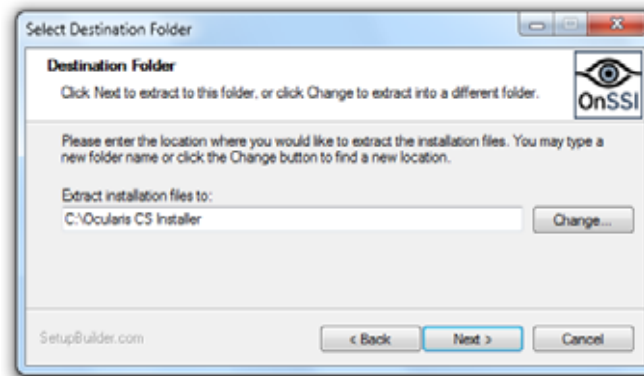 Select Destination Folder
Destination Folder
Click Next to extract to this folder, or click Change to extract into a different folder.
OnSSI
Please enter the location where you would like to extract the installation files. You may type a
new folder name or click the Change button to find a new location.
Extract installation files to:
C:\Ocularis CS Installer
Change...
SetupBuilder.com
< Back
Next >
Cancel